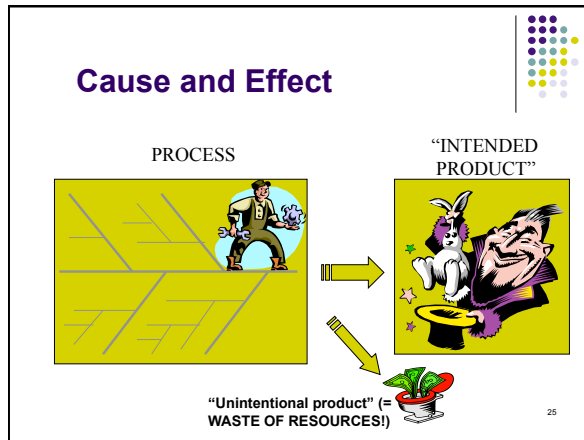 Cause and Effect
PROCESS
“INTENDED
PRODUCT”
“Unintentional product” (=
WASTE OF RESOURCES!)
25